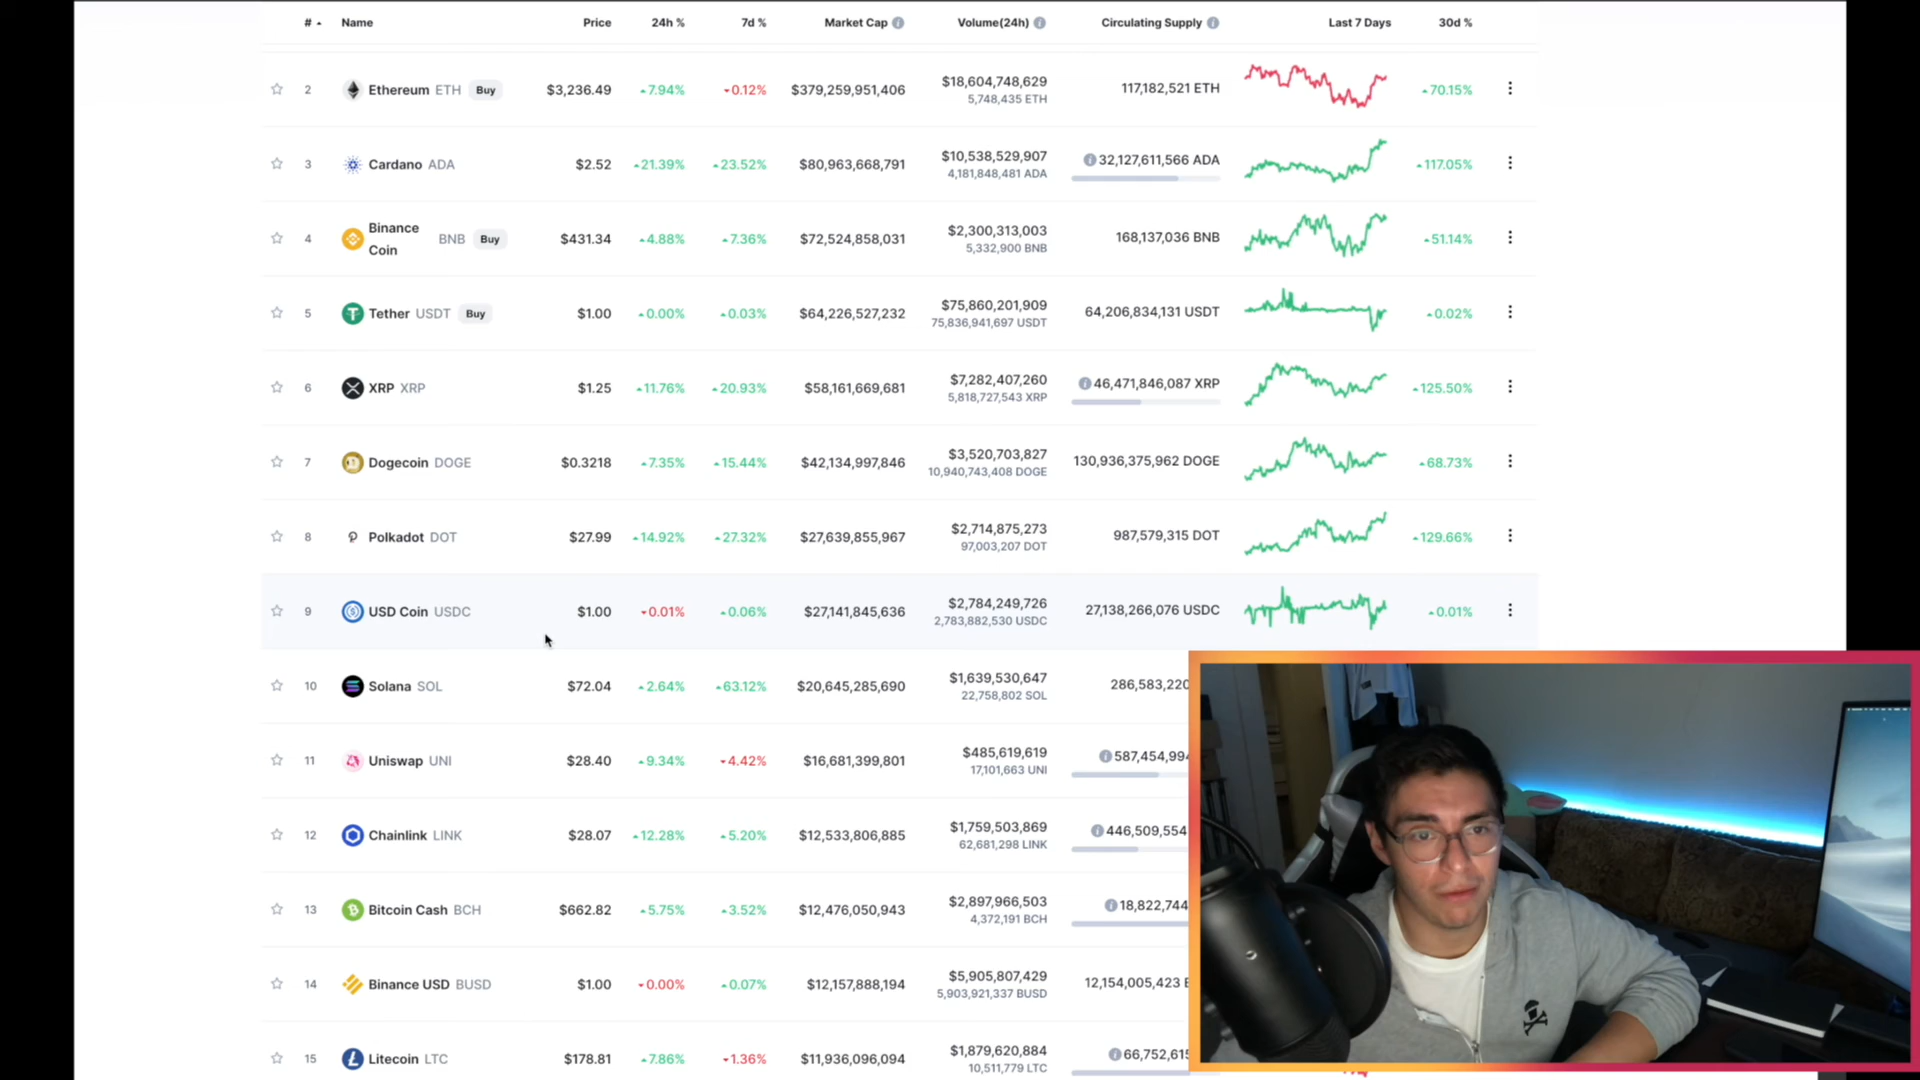 # Name Price 24h % 7d % Market Cap Volume(24h) Circulating Supply Last 7 Days 30d %
2 Ethereum ETH Buy $3,236.49 7.94% 0.12% $379,259,951,406 $18,604,748,629 117,182,521 ETH 70.15%
5,748,435 ETH
3 Cardano ADA $2.52 21.39% 23.52% $80,963,668,791 $10,538,529,907 32,127,611,566 ADA 117.05%
4,181,848,481 ADA
4 Binance Coin BNB Buy $431.34 4.88% 7.36% $72,524,858,031 $2,300,313,003 168,137,036 BNB 51.14%
5,332,900 BNB
5 Tether USDT Buy $1.00 0.00% 0.03% $64,226,527,232 $75,860,201,909 64,206,834,131 USDT 0.02%
75,836,941,697 USDT
6 XRP XRP $1.25 11.76% 20.93% $58,161,669,681 $7,282,407,260 46,471,846,087 XRP 125.50%
5,818,727,543 XRP
7 Dogecoin DOGE $0.3218 7.35% 15.44% $42,134,997,846 $3,520,703,827 130,936,375,962 DOGE 68.73%
10,940,743,408 DOGE
8 Polkadot DOT $27.99 14.92% 27.32% $27,639,855,967 $2,714,875,273 987,579,315 DOT 129.66%
97,003,207 DOT
9 USD Coin USDC $1.00 0.01% 0.06% $27,141,845,636 $2,784,249,726 27,138,266,076 USDC 0.01%
2,783,882,530 USDC
10 Solana SOL $72.04 2.64% 63.12% $20,645,285,690 $1,639,530,647 286,583,220
22,758,802 SOL
11 Uniswap UNI $28.40 9.34% 4.42% $16,681,399,801 $485,619,619 587,454,994
17,101,663 UNI
12 Chainlink LINK $28.07 12.28% 5.20% $12,533,806,885 $1,759,503,869 446,509,554
62,681,298 LINK
13 Bitcoin Cash BCH $662.82 5.75% 3.52% $12,476,050,943 $2,897,966,503 18,822,744
4,372,191 BCH
14 Binance USD BUSD $1.00 0.00% 0.07% $12,157,888,194 $5,905,807,429 12,154,005,423
5,903,921,337 BUSD
15 Litecoin LTC $178.81 7.86% 1.36% $11,936,096,094 $1,879,620,884 66,752,615
10,511,779 LTC